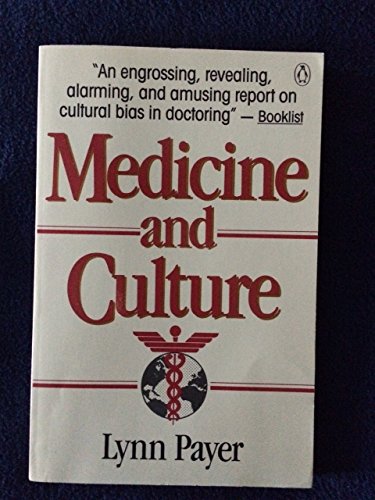 "An engrossing, revealing,
alarming, and amusing report on
cultural bias in doctoring" — Booklist
Medicine
and
Culture
Lynn Payer